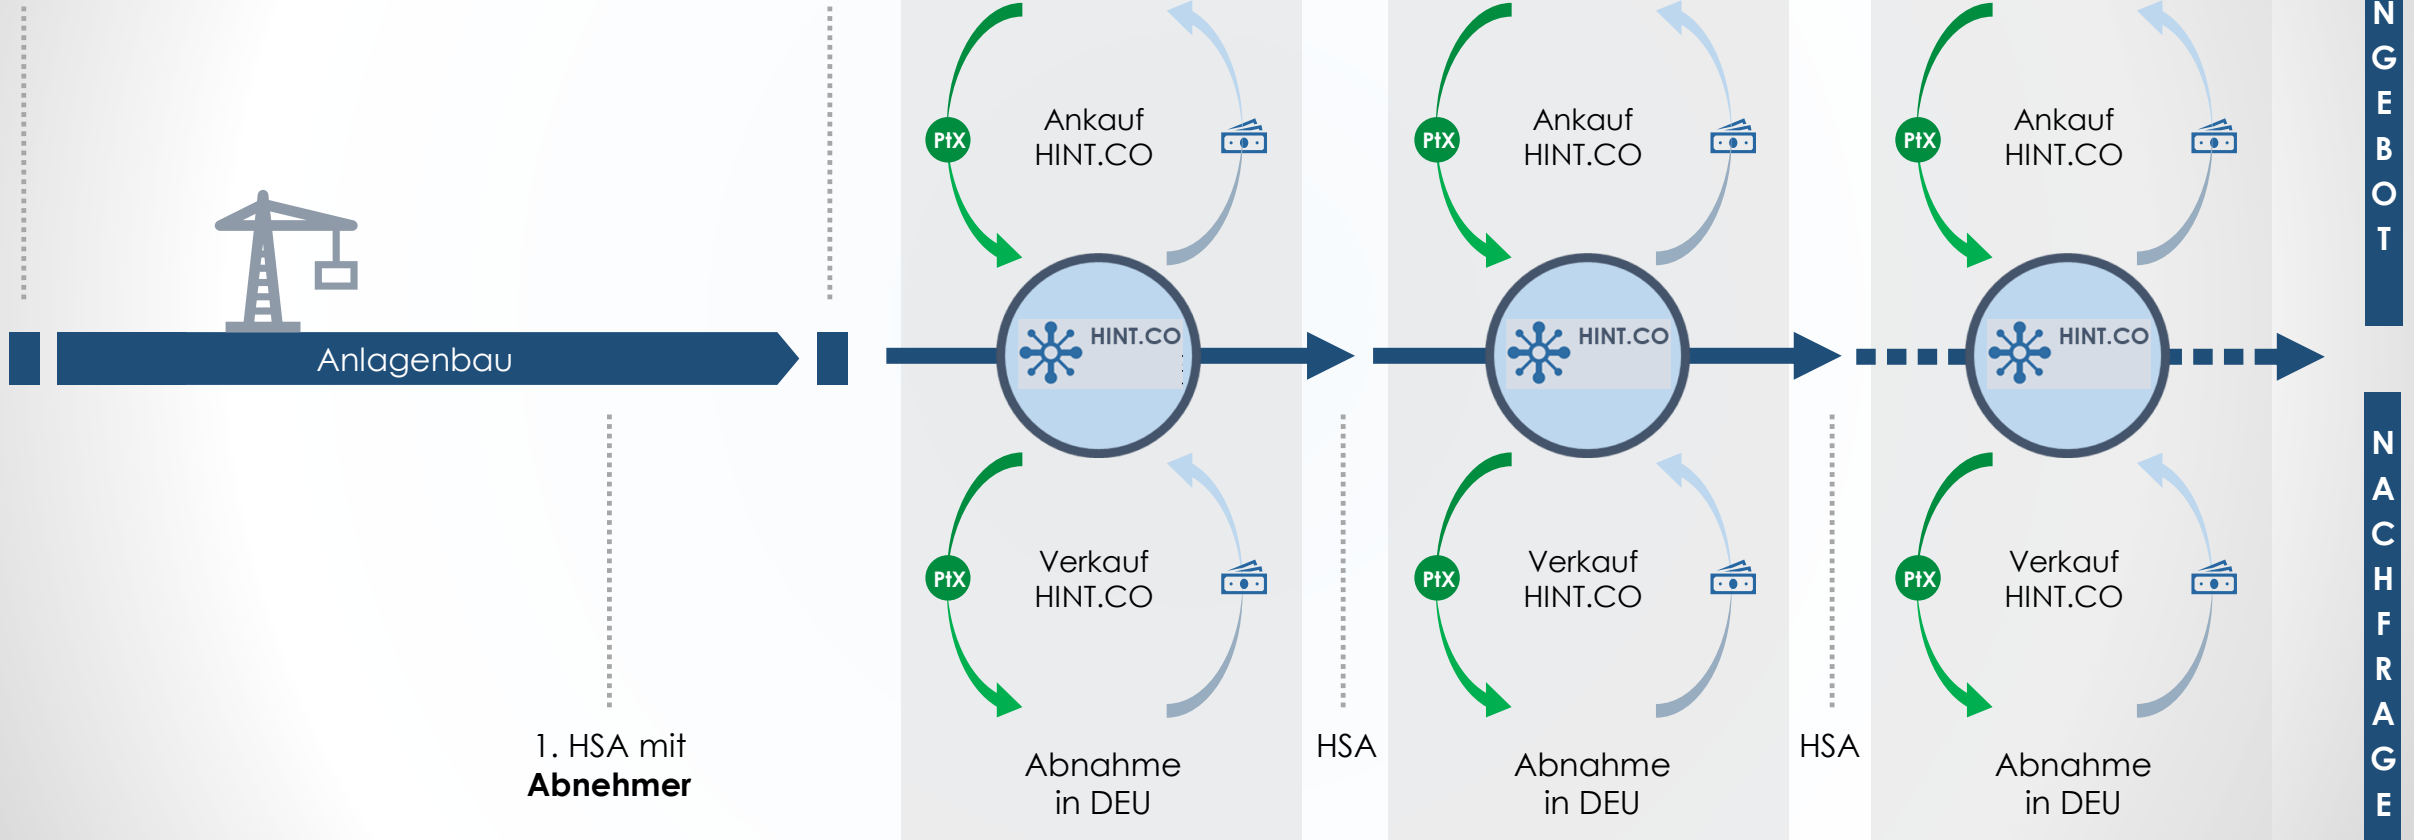 NGEBOT
Ankauf
HINT.CO
PtX
Ankauf
HINT.CO
PtX
Ankauf
HINT.CO
PtX
Anlagenbau
HINT.CO
HINT.CO
HINT.CO
NACHFRAGE
Verkauf
HINT.CO
PtX
Verkauf
HINT.CO
PtX
Verkauf
HINT.CO
PtX
1. HSA mit
Abnehmer
Abnahme
in DEU
HSA
Abnahme
in DEU
HSA
Abnahme
in DEU